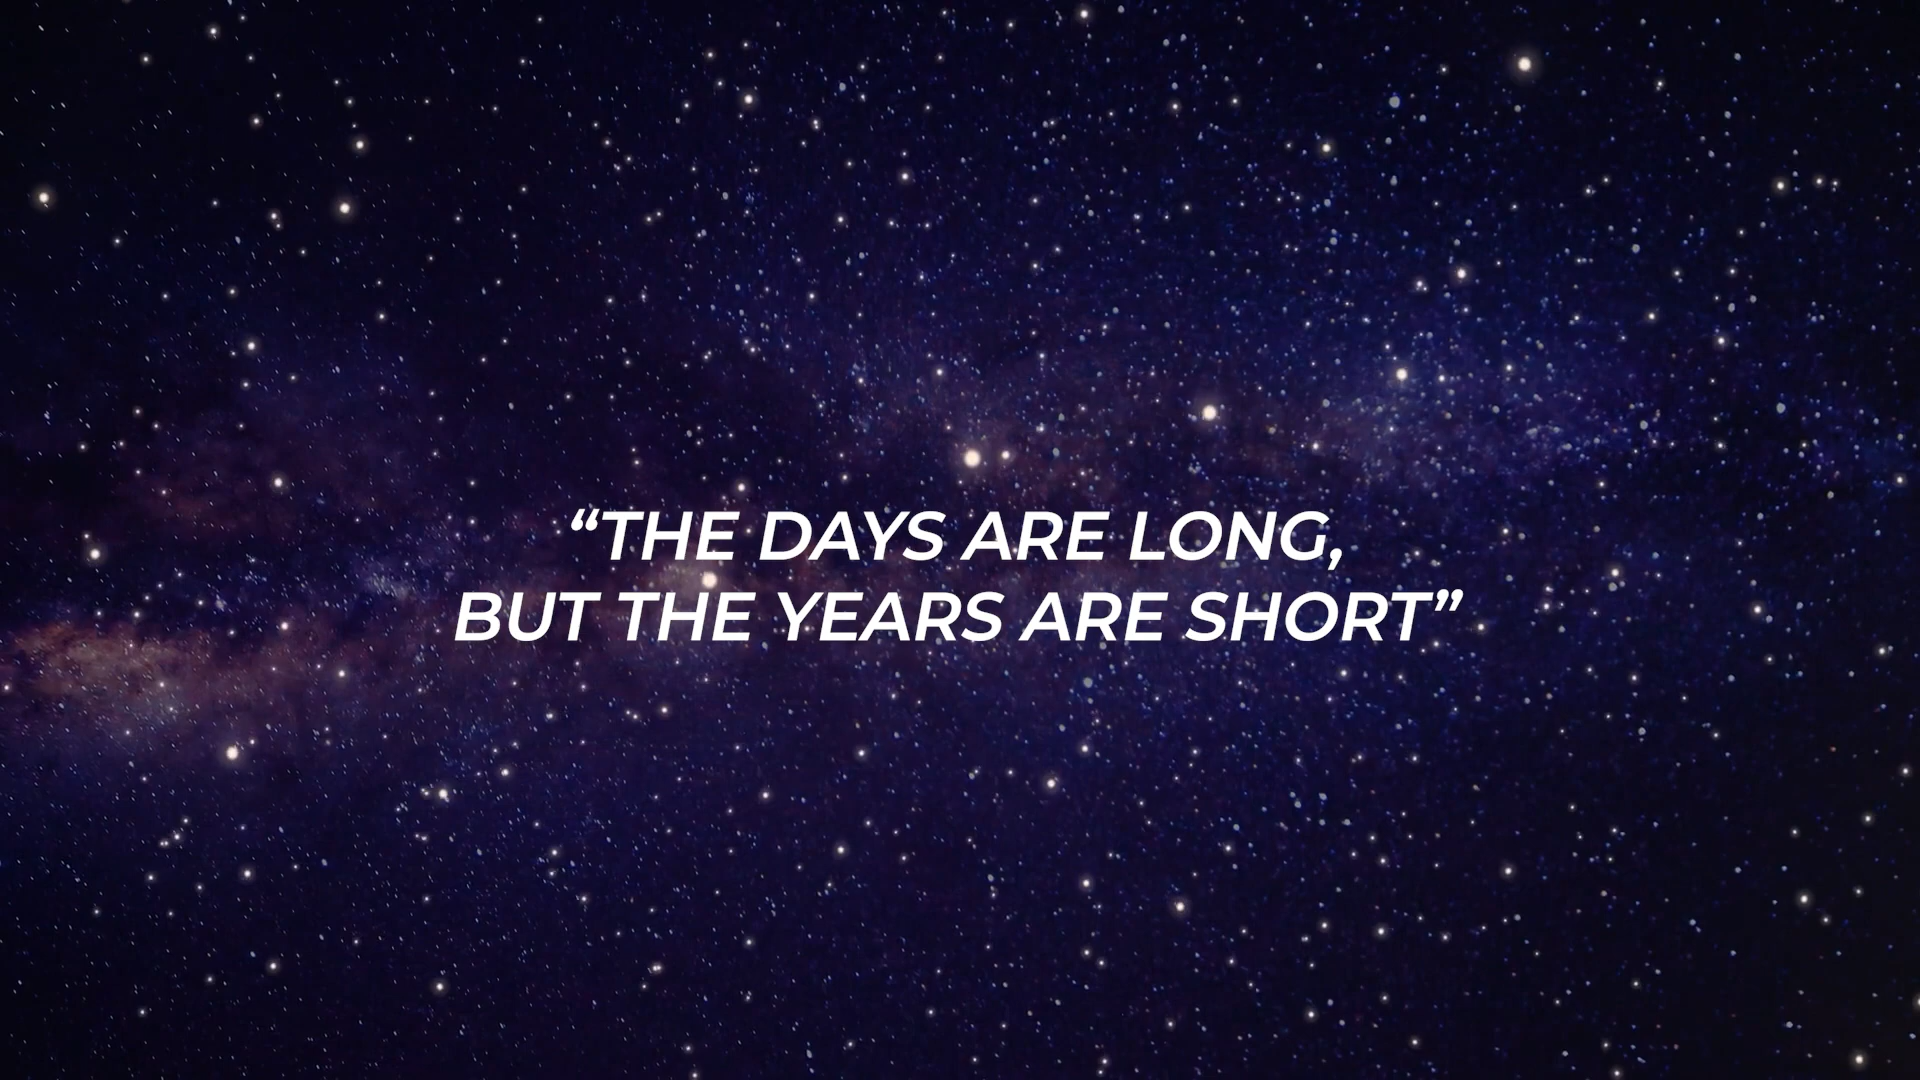 “THE DAYS ARE LONG,
BUT THE YEARS ARE SHORT”